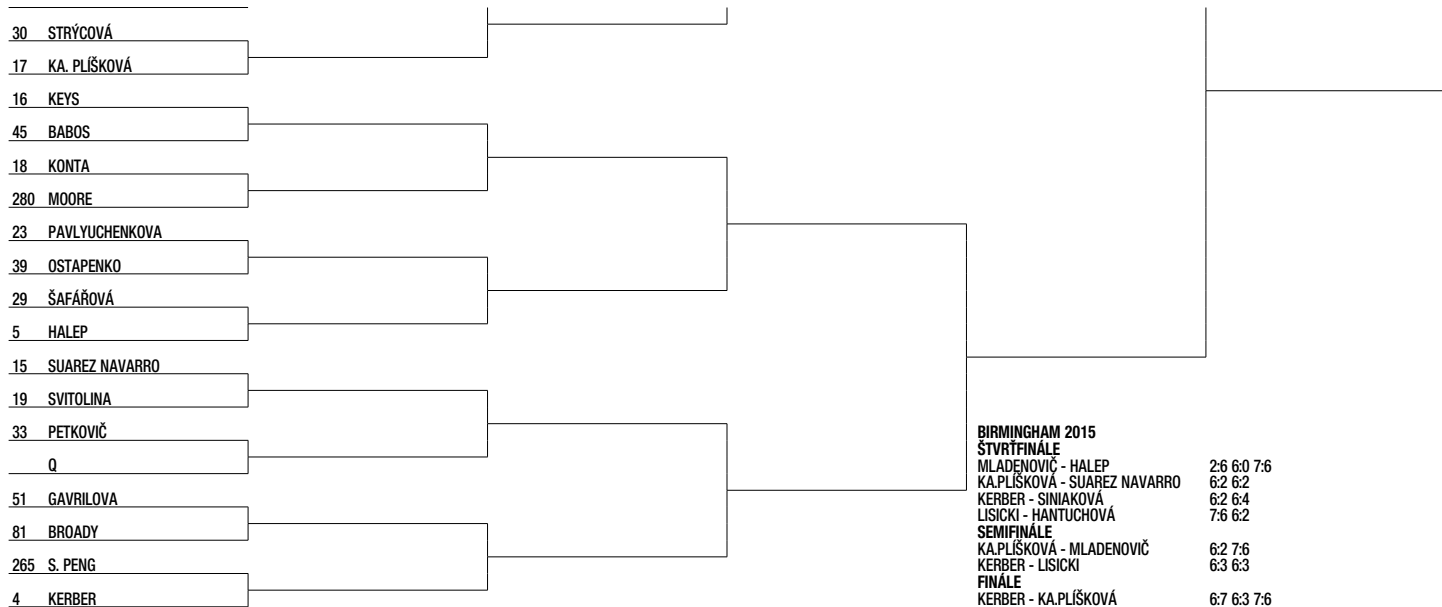 30 STRÝCOVÁ
17 KA. PLÍŠKOVÁ
16 KEYS
45 BABOS
18 KONTA
280 MOORE
23 PAVLYUCHENKOVA
39 OSTAPENKO
29 ŠAFÁŘOVÁ
5 HALEP
15 SUAREZ NAVARRO
19 SVITOLINA
33 PETKOVIČ
Q
51 GAVRILOVA
81 BROADY
265 S. PENG
4 KERBER
BIRMINGHAM 2015
ŠTVRŤFINÁLE
MLADENOVIČ - HALEP 2:6 6:0 7:6
KA.PLÍŠKOVÁ - SUAREZ NAVARRO 6:2 6:2
KERBER - SINIAKOVÁ 6:2 6:4
LISICKI - HANTUCHOVÁ 7:6 6:2
SEMIFINÁLE
KA.PLÍŠKOVÁ - MLADENOVIČ 6:2 7:6
KERBER - LISICKI 6:3 6:3
FINÁLE
KERBER - KA.PLÍŠKOVÁ 6:7 6:3 7:6